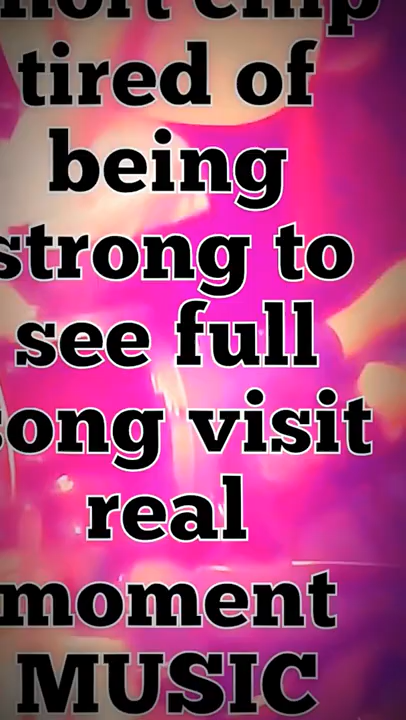 tired of
being
strong to
see full
song visit
real
moment
MUSIC